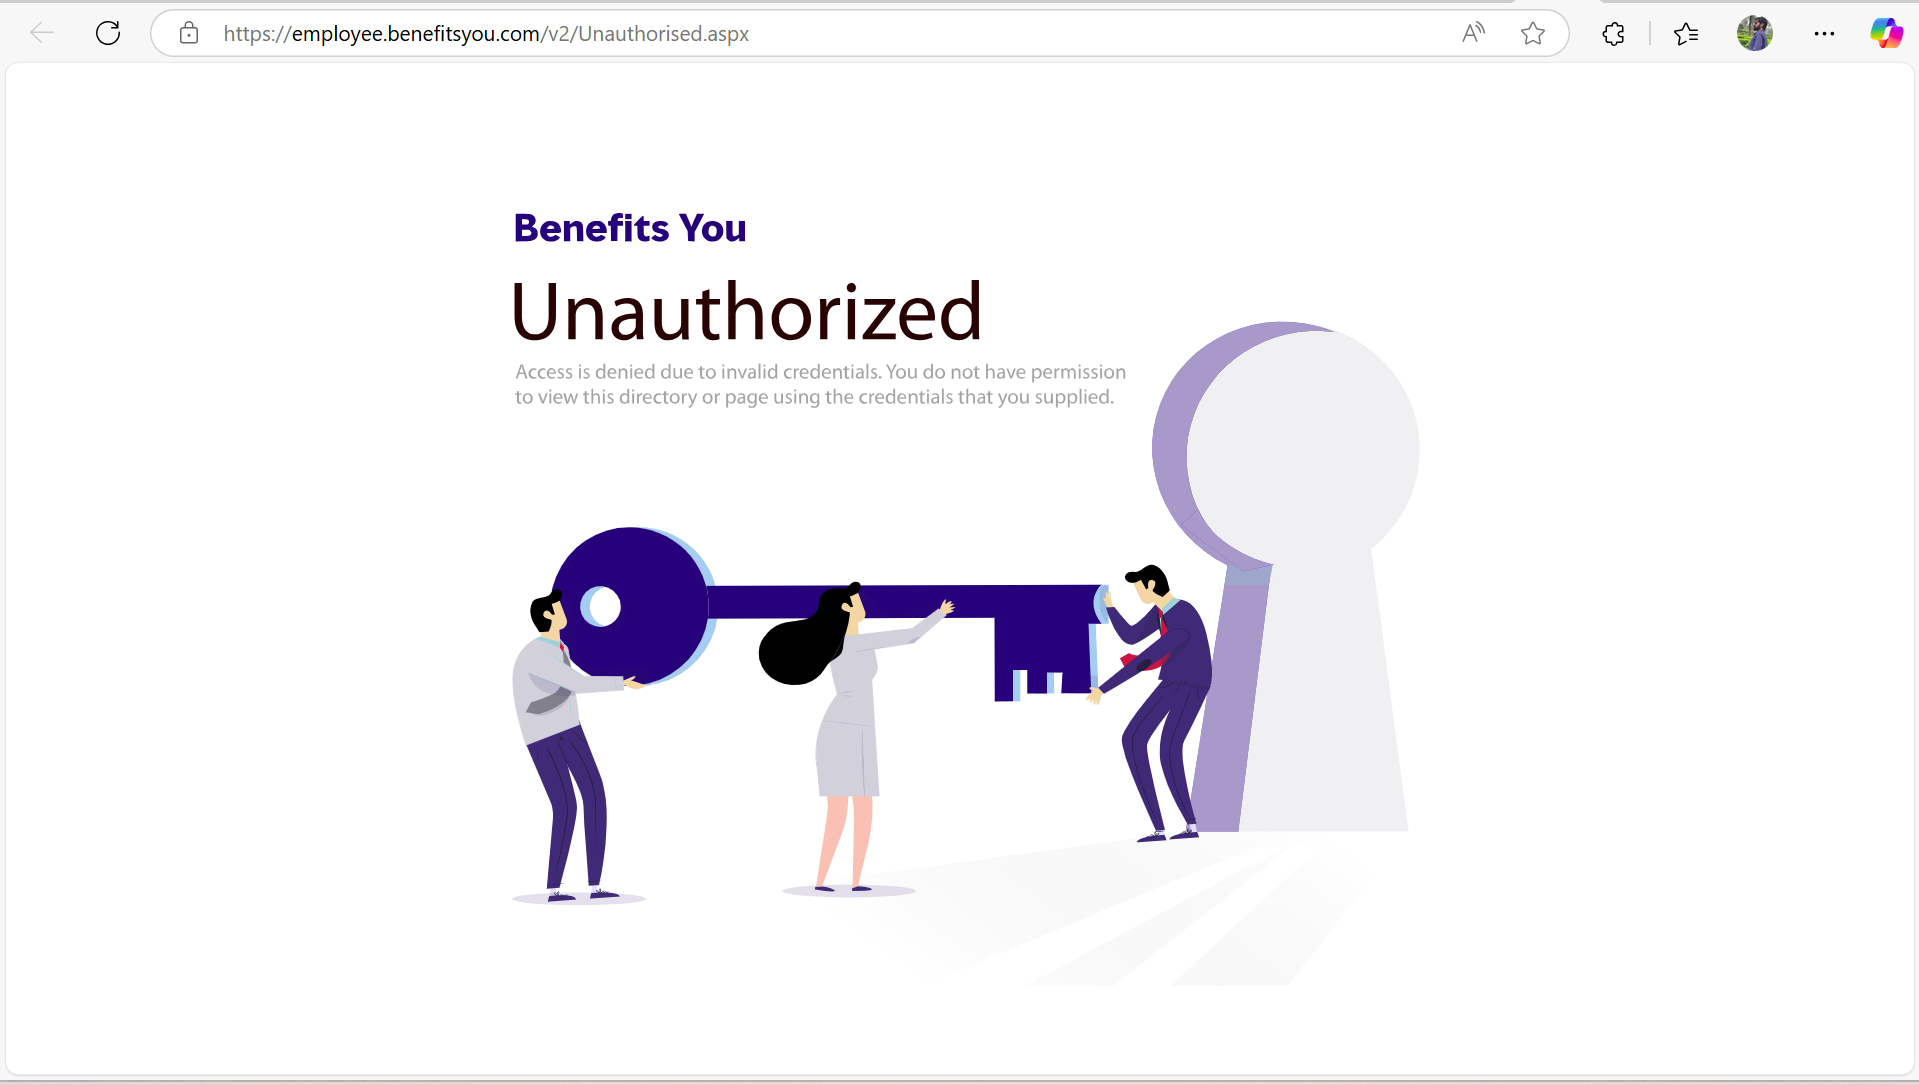 https://employee.benefitsyou.com/v2/Unauthorised.aspx
Benefits You
Unauthorized
Access is denied due to invalid credentials. You do not have permission
to view this directory or page using the credentials that you supplied.